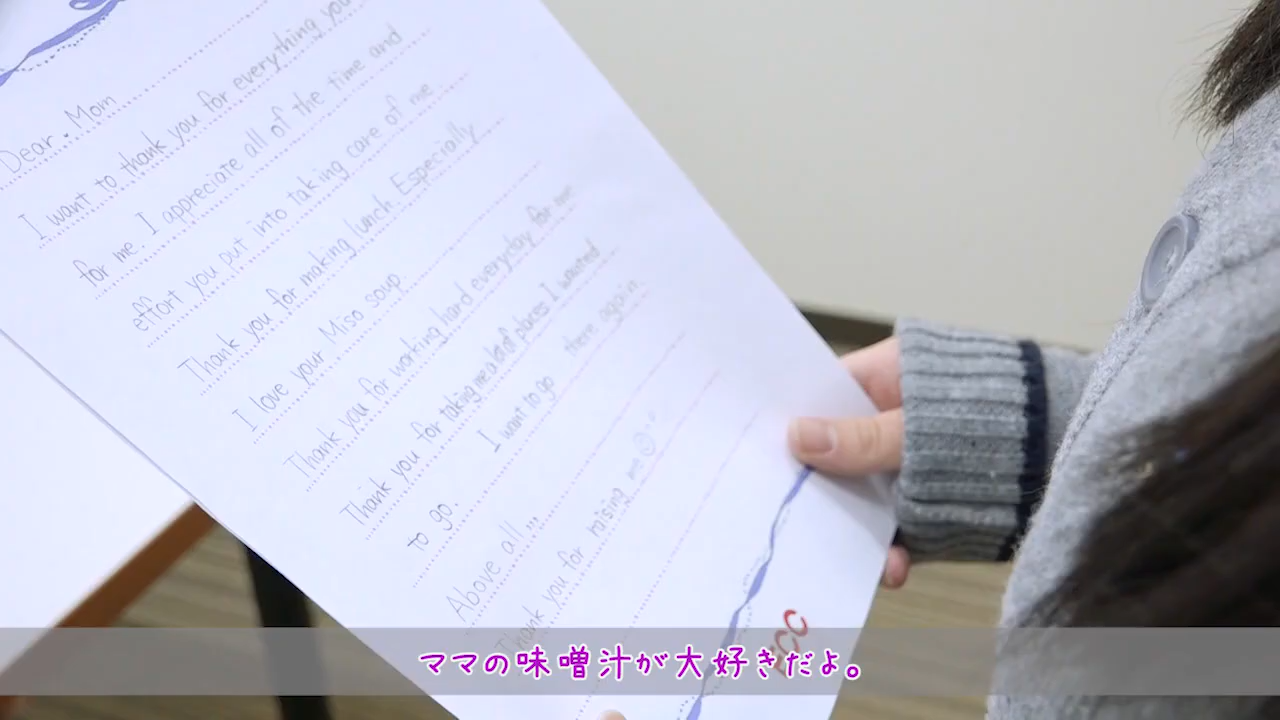 Dear. Mom
I want to thank you for everything you
for me. I appreciate all of the time and
effort you put into taking care of me.
Thank you for making lunch. Especially
I love your Miso soup.
Thank you for working hard everyday for me
Thank you for taking me a lot of places I wanted
to go. I want to go there again.
Above all...
Thank you for raising me
ECC
ママの味噌汁が大好きだよ。